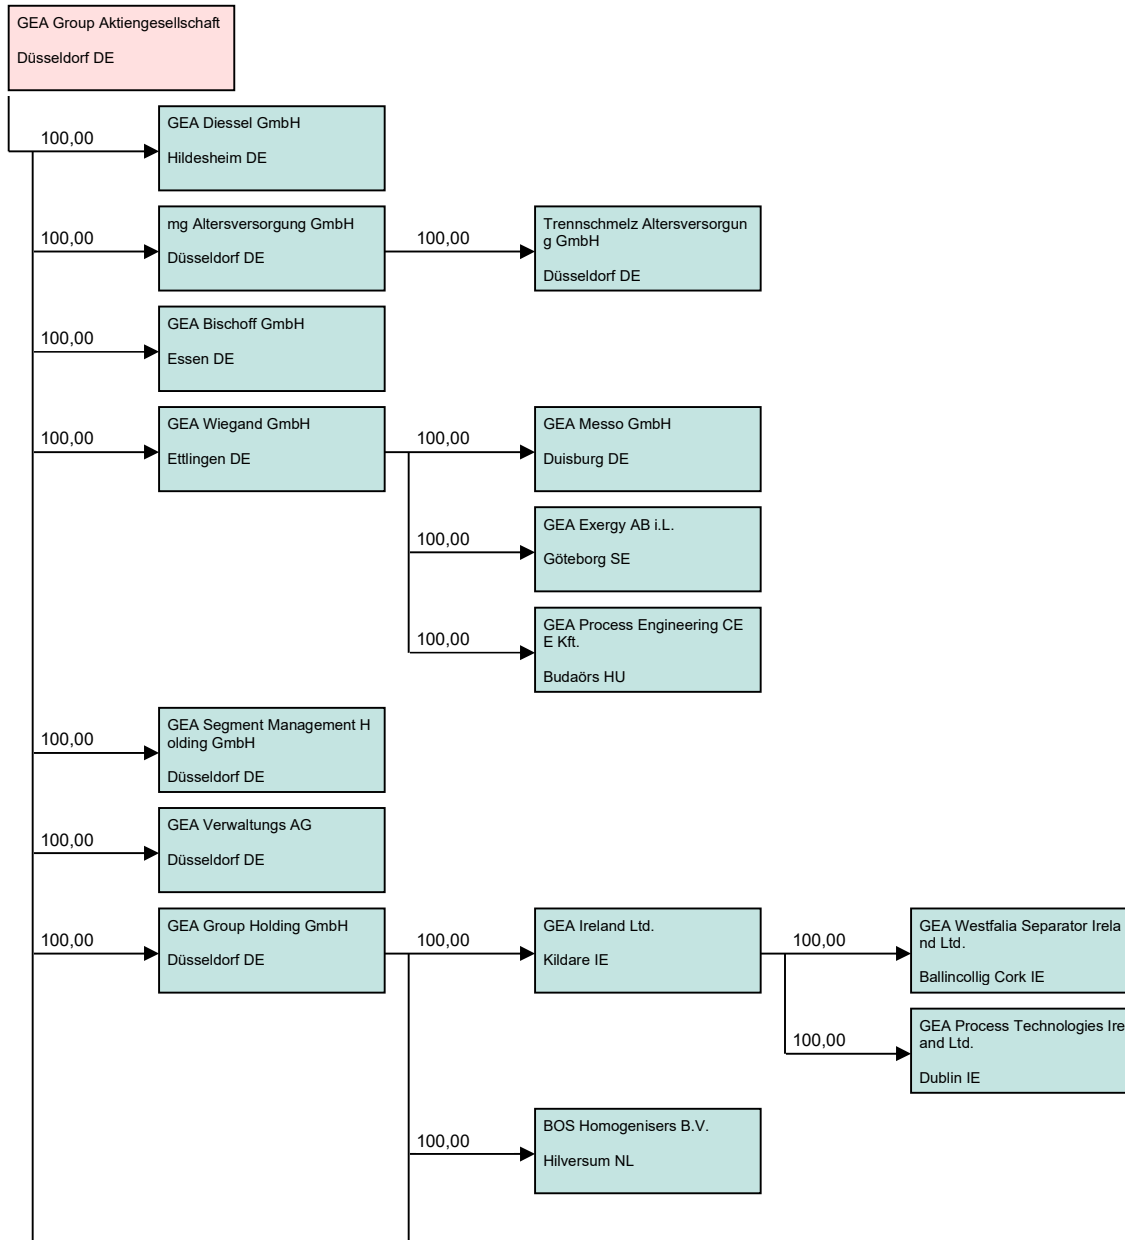 GEA Group Aktiengesellschaft
Düsseldorf DE
100,00
GEA Diessel GmbH
Hildesheim DE
100,00
mg Altersversorgung GmbH
Düsseldorf DE
100,00
Trennschmelz Altersversorgun
g GmbH
Düsseldorf DE
100,00
GEA Bischoff GmbH
Essen DE
100,00
GEA Wiegand GmbH
Ettlingen DE
100,00
GEA Messo GmbH
Duisburg DE
100,00
GEA Exergy AB i.L.
Göteborg SE
100,00
GEA Process Engineering CE
E Kft.
Budaörs HU
100,00
GEA Segment Management H
olding GmbH
Düsseldorf DE
100,00
GEA Verwaltungs AG
Düsseldorf DE
100,00
GEA Group Holding GmbH
Düsseldorf DE
100,00
GEA Ireland Ltd.
Kildare IE
100,00
GEA Westfalia Separator Irela
nd Ltd.
Ballincollig Cork IE
100,00
GEA Process Technologies Ire
and Ltd.
Dublin IE
100,00
BOS Homogenisers B.V.
Hilversum NL